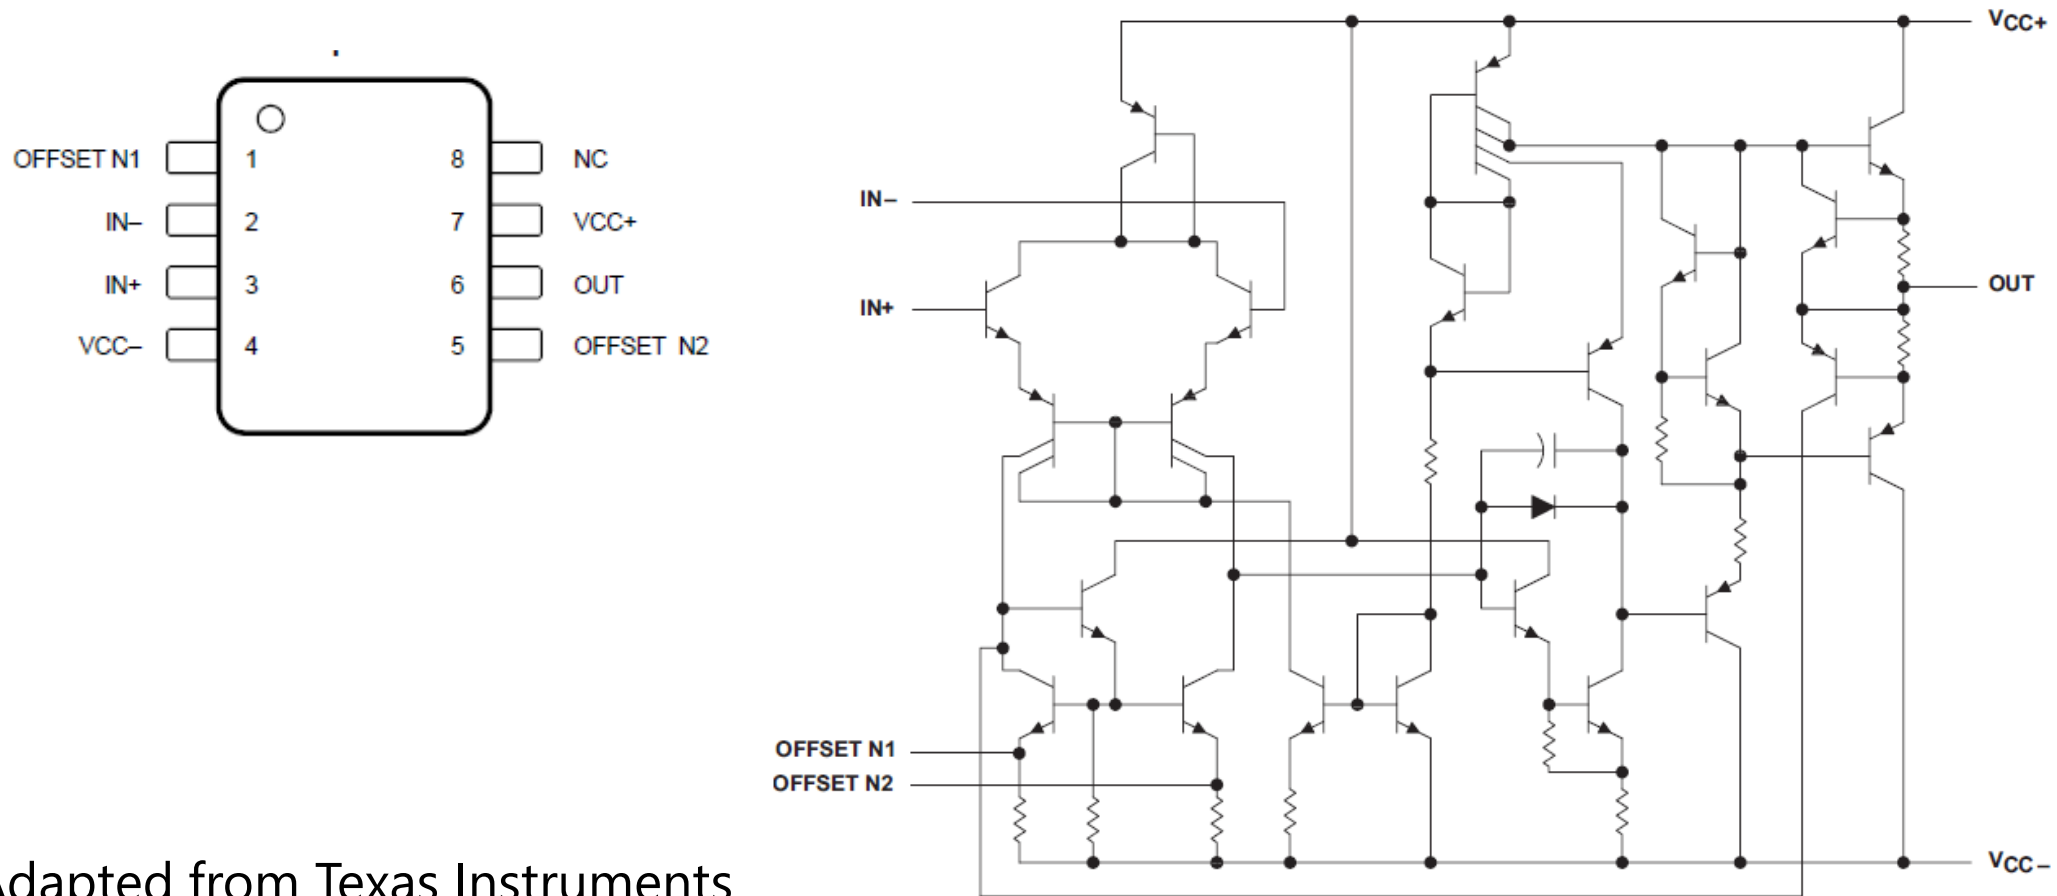 OFFSET N1 1 8 NC
IN– 2 7 VCC+
IN+ 3 6 OUT
VCC– 4 5 OFFSET N2
VCC+
IN–
IN+
OUT
OFFSET N1
OFFSET N2
VCC–
Adapted from Texas Instruments